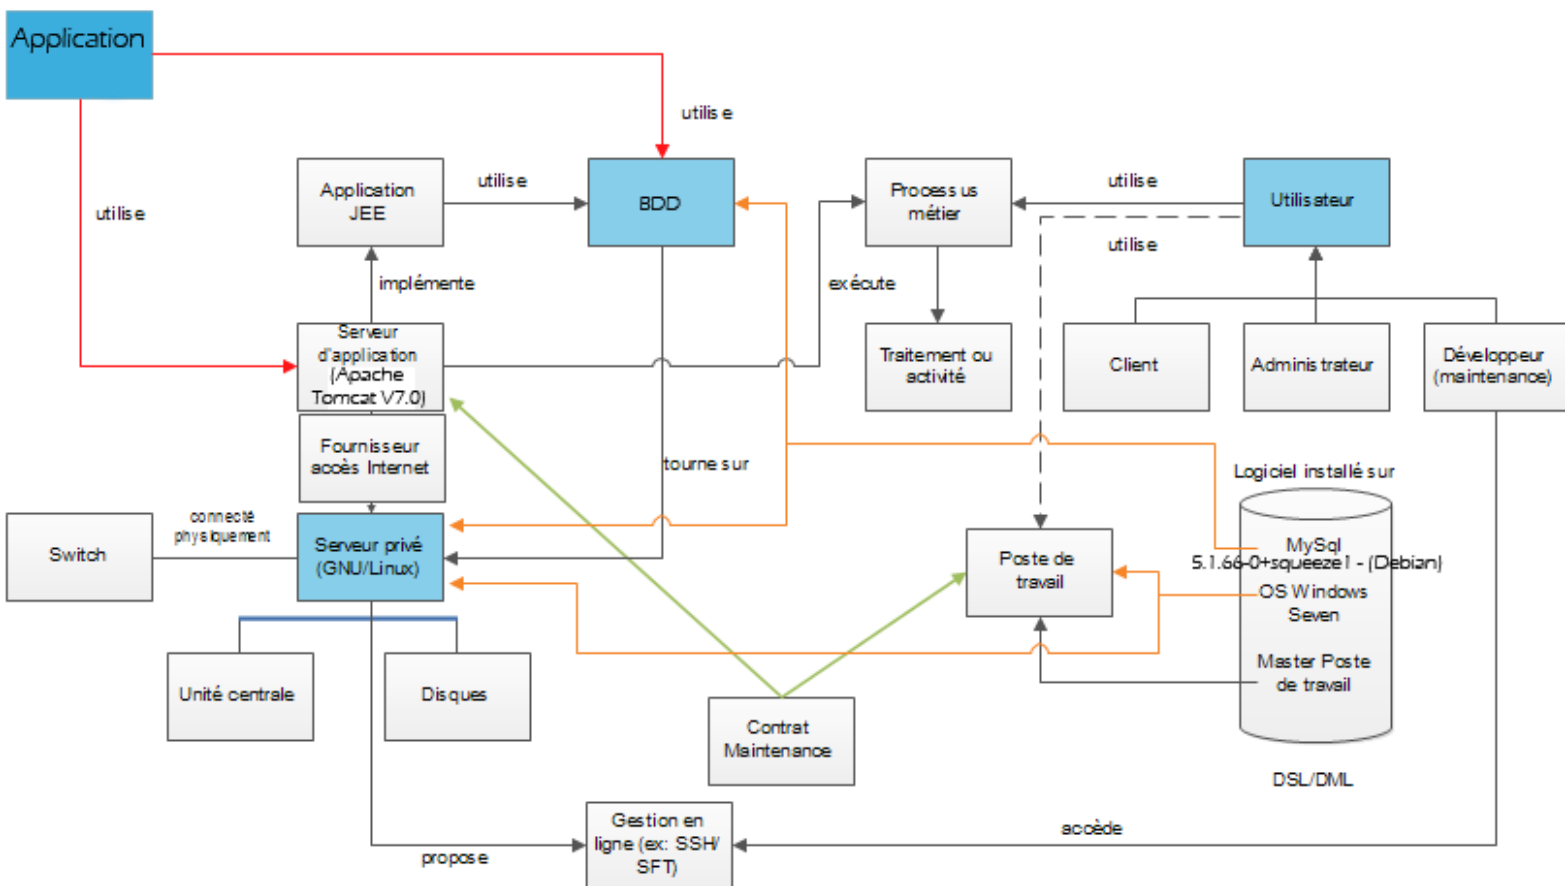 Application
utilise
utilise
Application
JEE
utilise
BDD
Processus
métier
utilise
Utilisateur
utilise
implémente
exécute
Serveur
d'application
(Apache
Tomcat V7.0)
Traitement ou
activité
Client
Administrateur
Développeur
(maintenance)
Fournisseur
accès Internet
tourne sur
Logiciel installé sur
connecté
physiquement
Switch
Serveur privé
(GNU/Linux)
Poste de
travail
MySql
5.1.66-0+squeeze1 - (Debian)
OS Windows
Seven
Master Poste
de travail
Unité centrale
Disques
Contrat
Maintenance
DSL/DML
Gestion en
ligne (ex: SSH/
SFT)
propose
accède